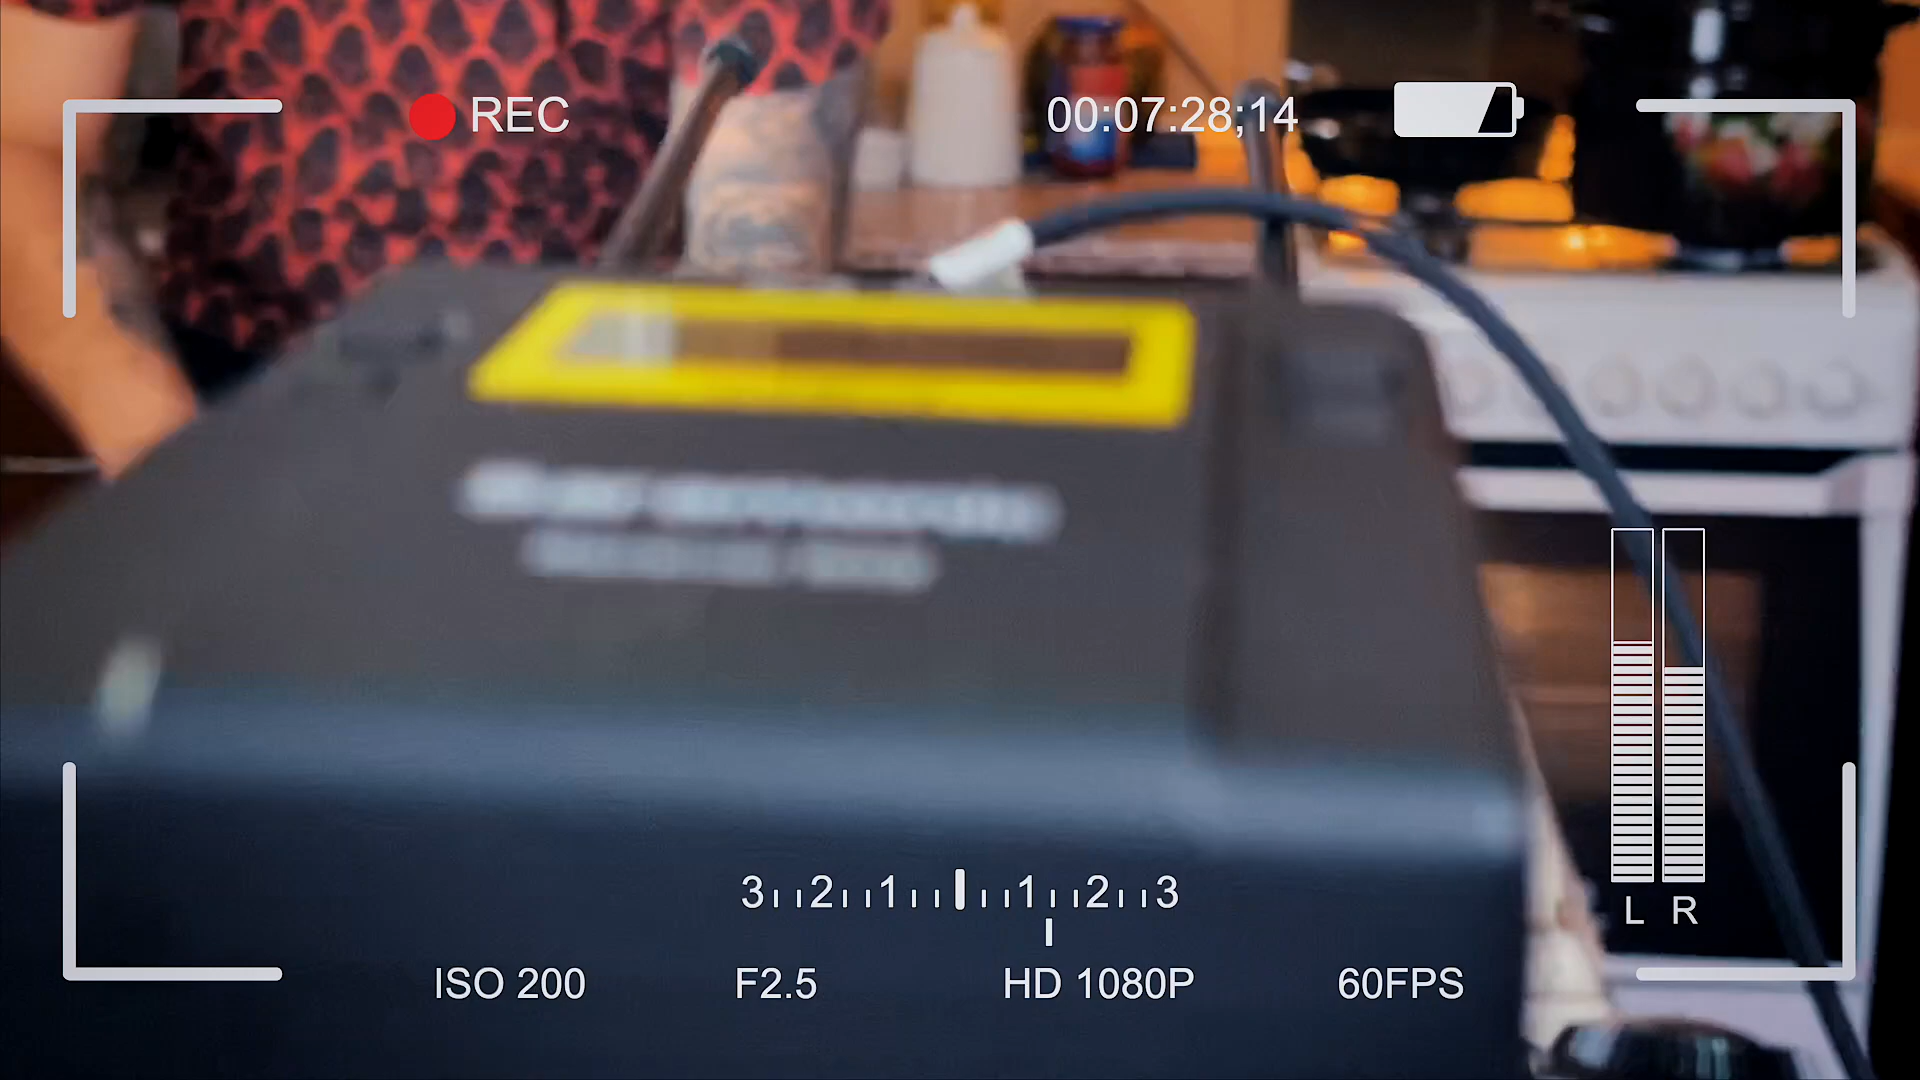 REC
00:07:28;14
3 2 1 1 2 3
L R
ISO 200 F2.5 HD 1080P 60FPS